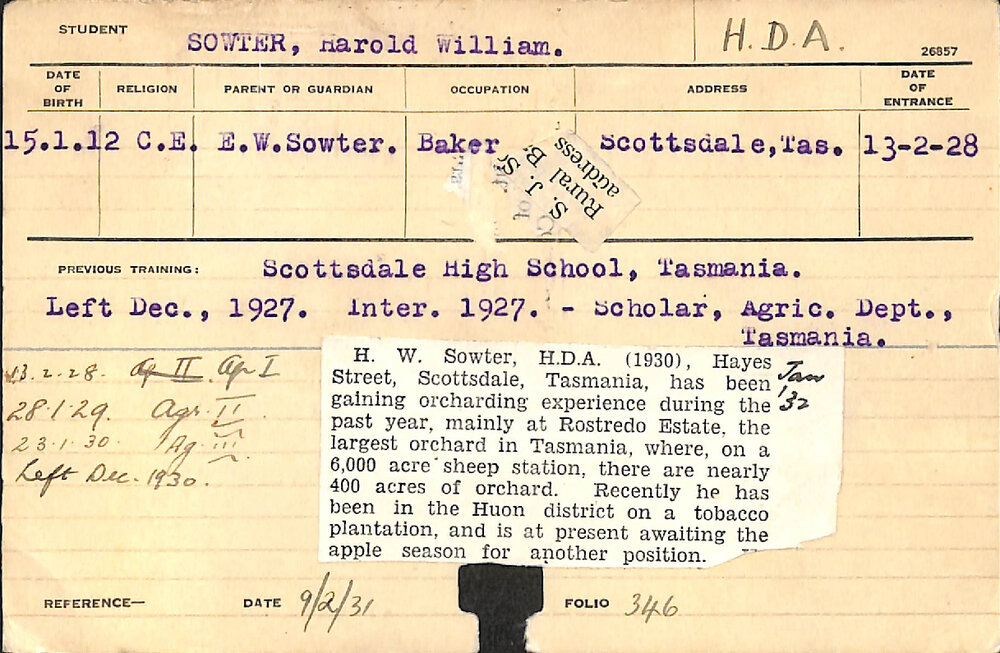 STUDENT SOWTER, Harold William. H.D.A. 26857
DATE OF BIRTH RELIGION PARENT OR GUARDIAN OCCUPATION ADDRESS DATE OF ENTRANCE
15.1.12 C.E. E.W.Sowter. Baker Scottsdale,Tas. 13-2-28
S. J. S
Rural B
address
to
PREVIOUS TRAINING: Scottsdale High School, Tasmania.
Left Dec., 1927. Inter. 1927. - Scholar, Agric. Dept.,
Tasmania.
13.2.28. Ap I
28.1.29. Agr. II
23.1.30. Ag. III
Left Dec. 1930.
H. W. Sowter, H.D.A. (1930), Hayes
Street, Scottsdale, Tasmania, has been
gaining orcharding experience during the
past year, mainly at Rostredo Estate, the
largest orchard in Tasmania, where, on a
6,000 acre sheep station, there are nearly
400 acres of orchard. Recently he has
been in the Huon district on a tobacco
plantation, and is at present awaiting the
apple season for another position.
Jan
'32
REFERENCE— DATE 9/2/31 FOLIO 346